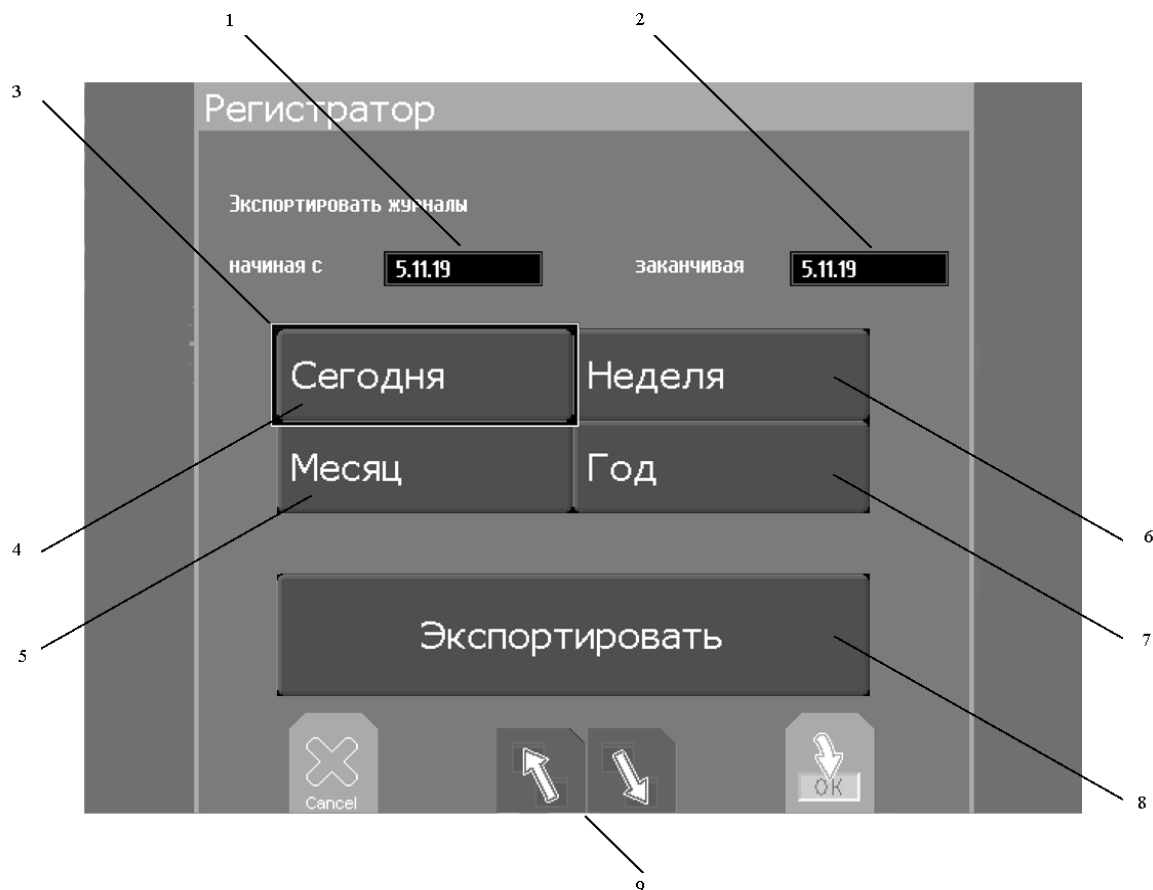 1
2
3
Регистратор
Экспортировать журналы
начиная с 5.11.19 заканчивая 5.11.19
Сегодня Неделя
Месяц Год
4
6
Экспортировать
5
7
Cancel
OK
8
9